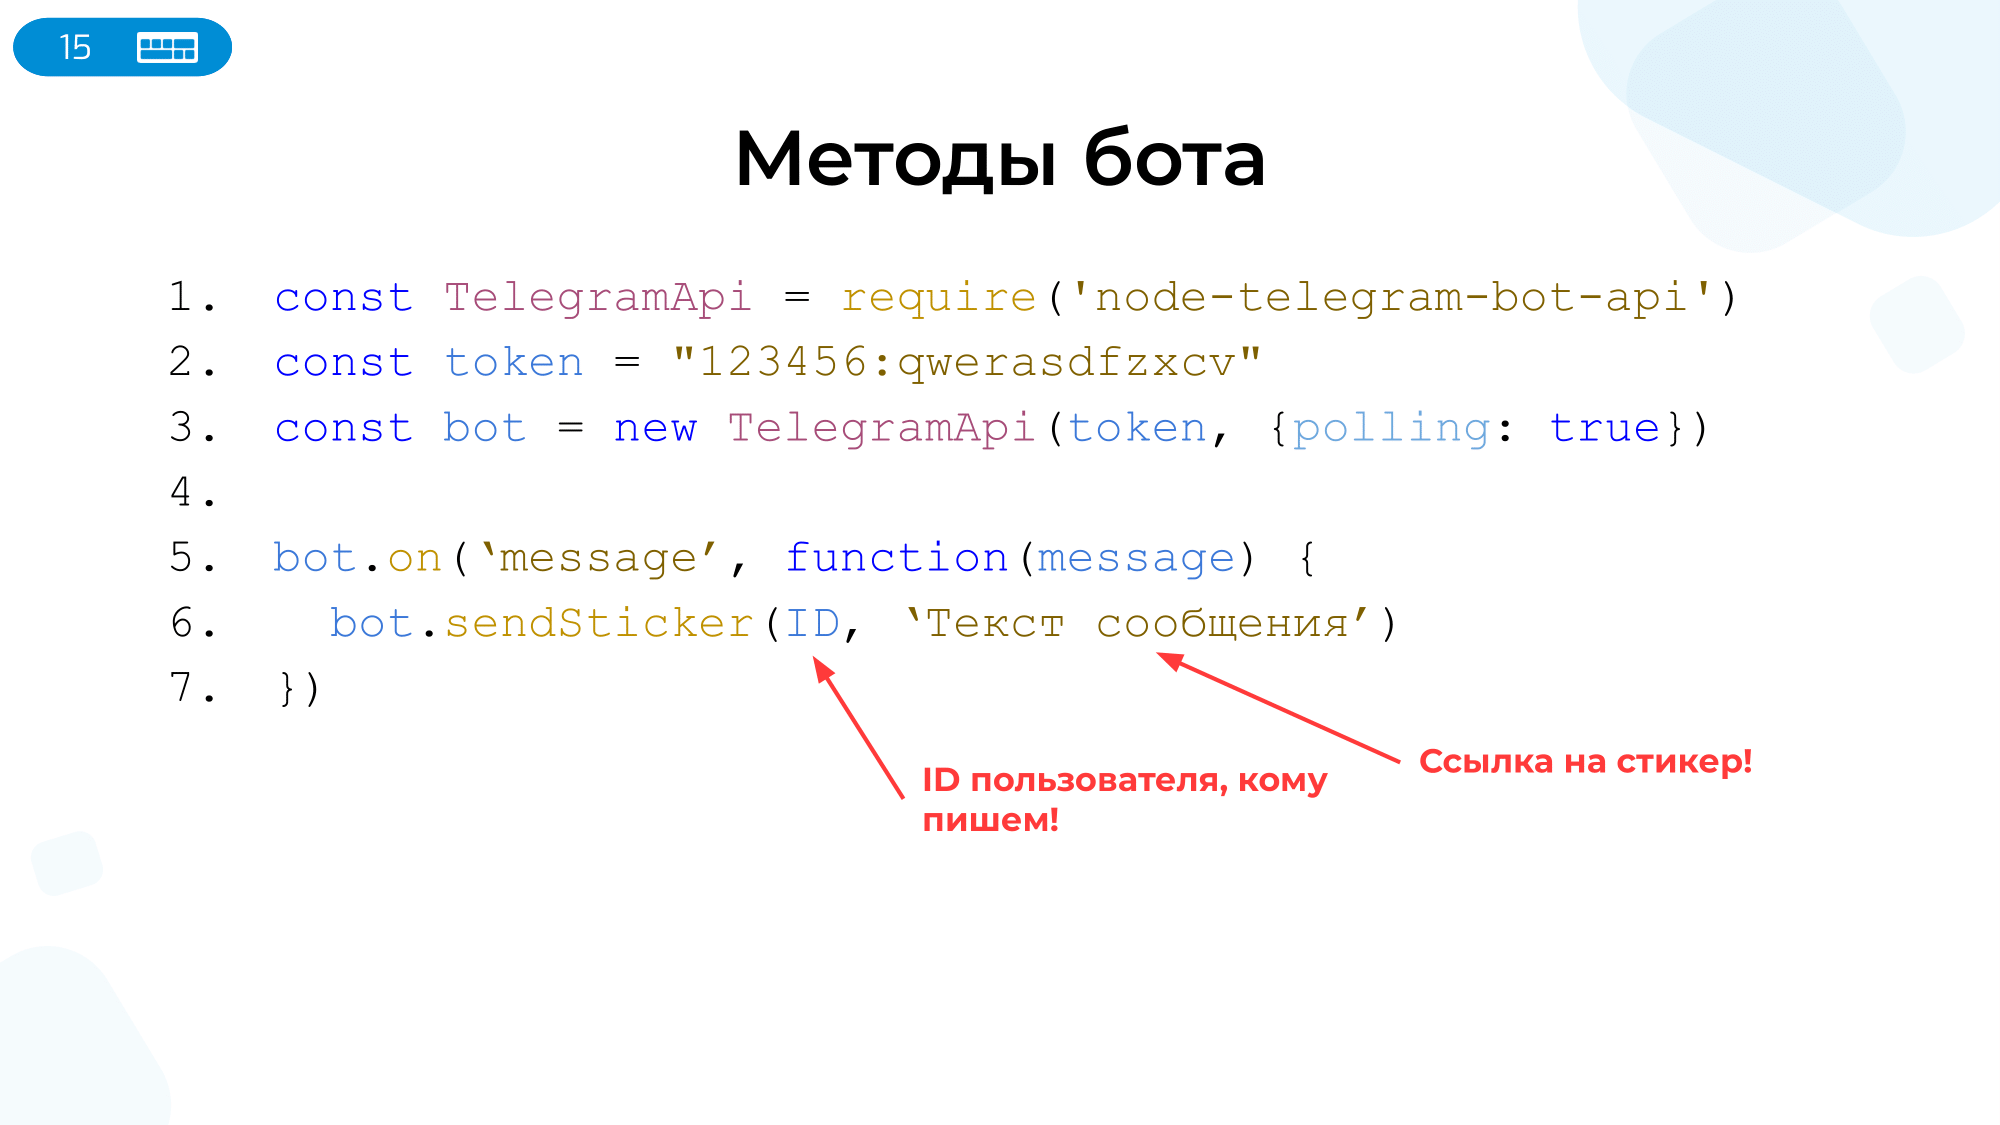 15
Методы бота
1. const TelegramApi = require('node-telegram-bot-api')
2. const token = "123456:qwerasdfzxcv"
3. const bot = new TelegramApi(token, {polling: true})
4.
5. bot.on(‘message’, function(message) {
6.   bot.sendSticker(ID, ‘Текст сообщения’)
7. })
ID пользователя, кому
пишем!
Ссылка на стикер!